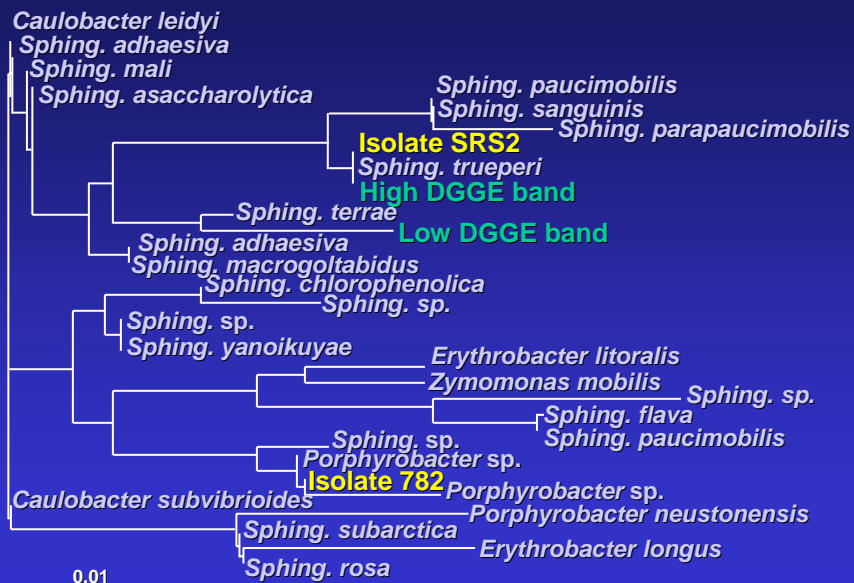 Caulobacter leidyi
Sphing. adhaesiva
Sphing. mali
Sphing. asaccharolytica
Sphing. paucimobilis
Sphing. sanguinis
Sphing. parapaucimobilis
Isolate SRS2
Sphing. trueperi
High DGGE band
Sphing. terrae
Low DGGE band
Sphing. adhaesiva
Sphing. macrogoltabidus
Sphing. chlorophenolica
Sphing. sp.
Sphing. sp.
Sphing. yanoikuyae
Erythrobacter litoralis
Zymomonas mobilis
Sphing. sp.
Sphing. flava
Sphing. paucimobilis
Sphing. sp.
Porphyrobacter sp.
Isolate 782
Porphyrobacter sp.
Caulobacter subvibrioides
Porphyrobacter neustonensis
Sphing. subarctica
Erythrobacter longus
Sphing. rosa
0.01